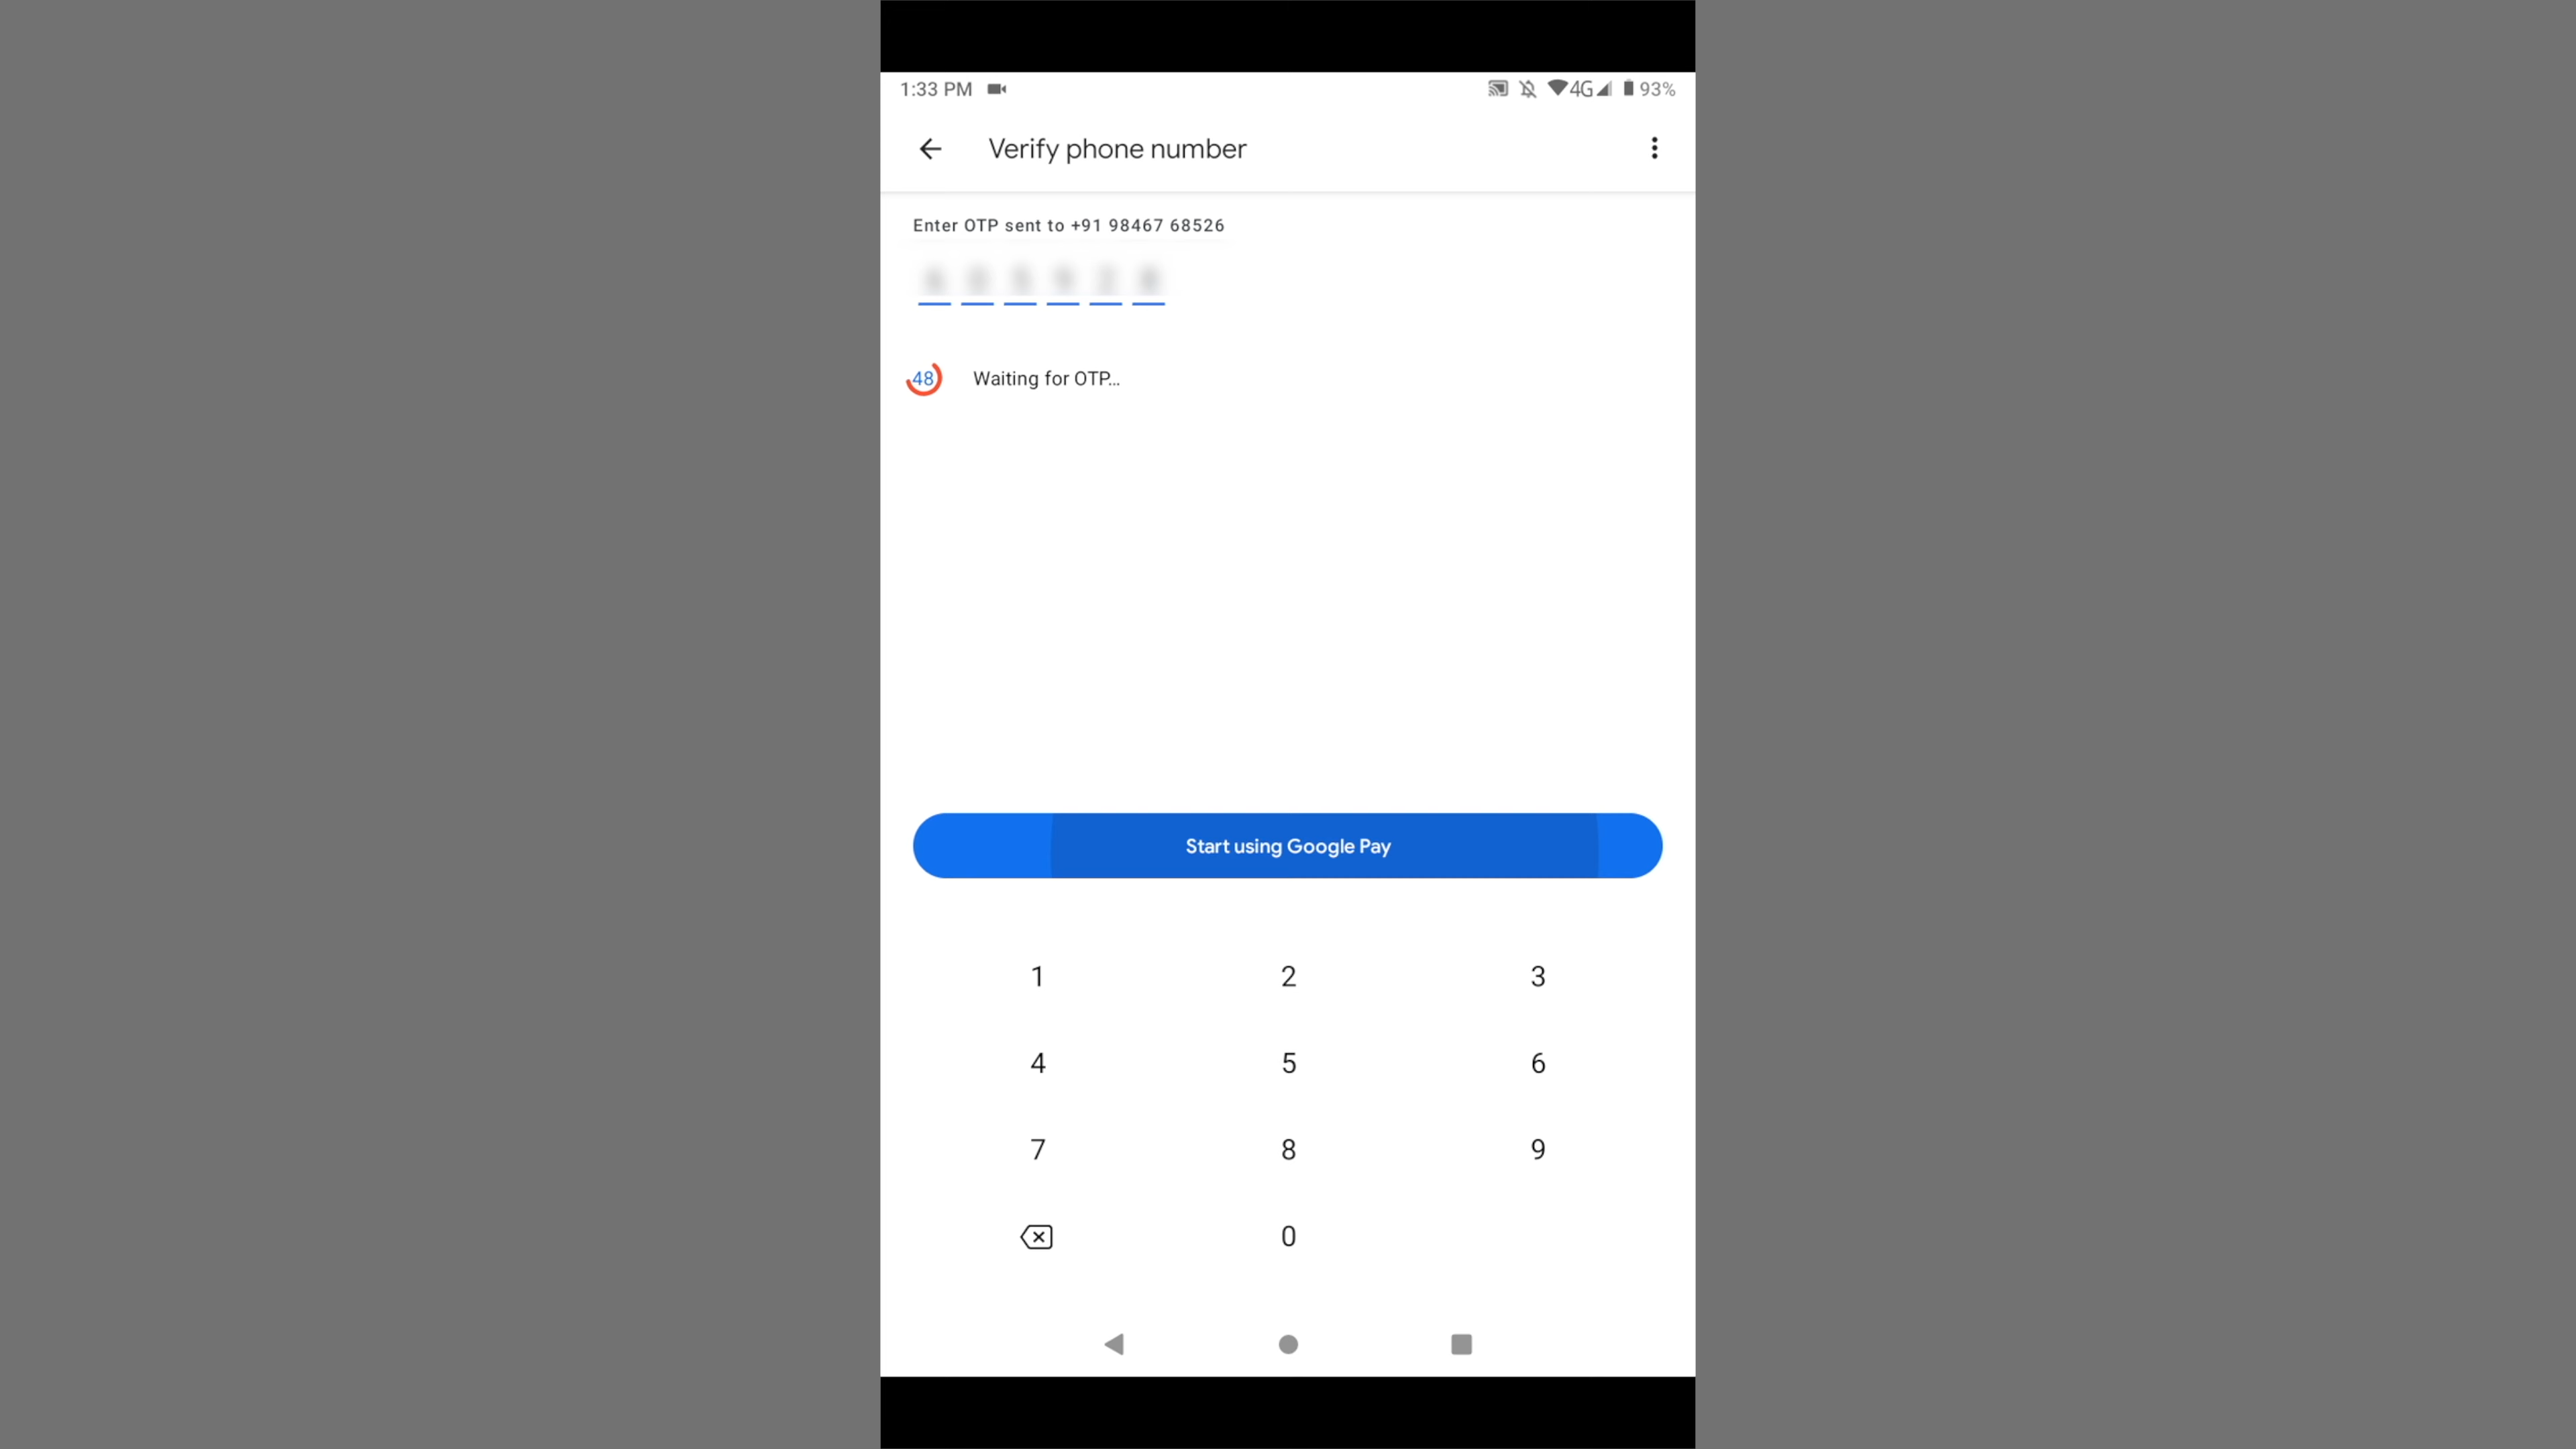 1:33 PM 4G 93%
Verify phone number
Enter OTP sent to +91 98467 68526
48 Waiting for OTP...
Start using Google Pay
1 2 3
4 5 6
7 8 9
0